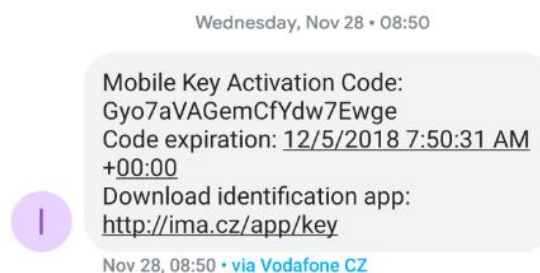 Wednesday, Nov 28 • 08:50
Mobile Key Activation Code:
Gyo7aVAGemCfYdw7Ewge
Code expiration: 12/5/2018 7:50:31 AM
+00:00
Download identification app:
http://ima.cz/app/key
I
Nov 28, 08:50 • via Vodafone CZ